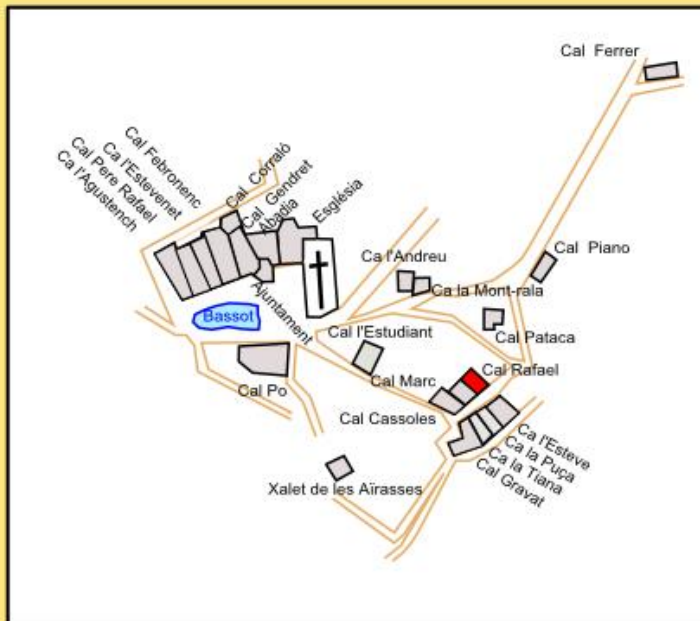 Cal Ferrer
Cal Febronenc
Ca l'Estevenet
Cal Pere Rafael
Ca l'Agustench
Cal Corraló
Cal Gendret
Abadia
Església
Ca l'Andreu
Cal Piano
Ca la Mont-rala
Ajuntament
Bassot
Cal l'Estudiant
Cal Pataca
Cal Marc
Cal Rafael
Cal Po
Cal Cassoles
Ca l'Esteve
Ca la Puça
Ca la Tiana
Cal Gravat
Xalet de les Aïrasses